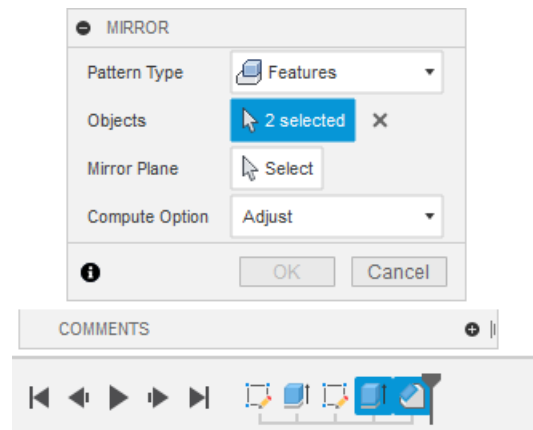 MIRROR
Pattern Type Features
Objects 2 selected
Mirror Plane Select
Compute Option Adjust
OK Cancel
COMMENTS